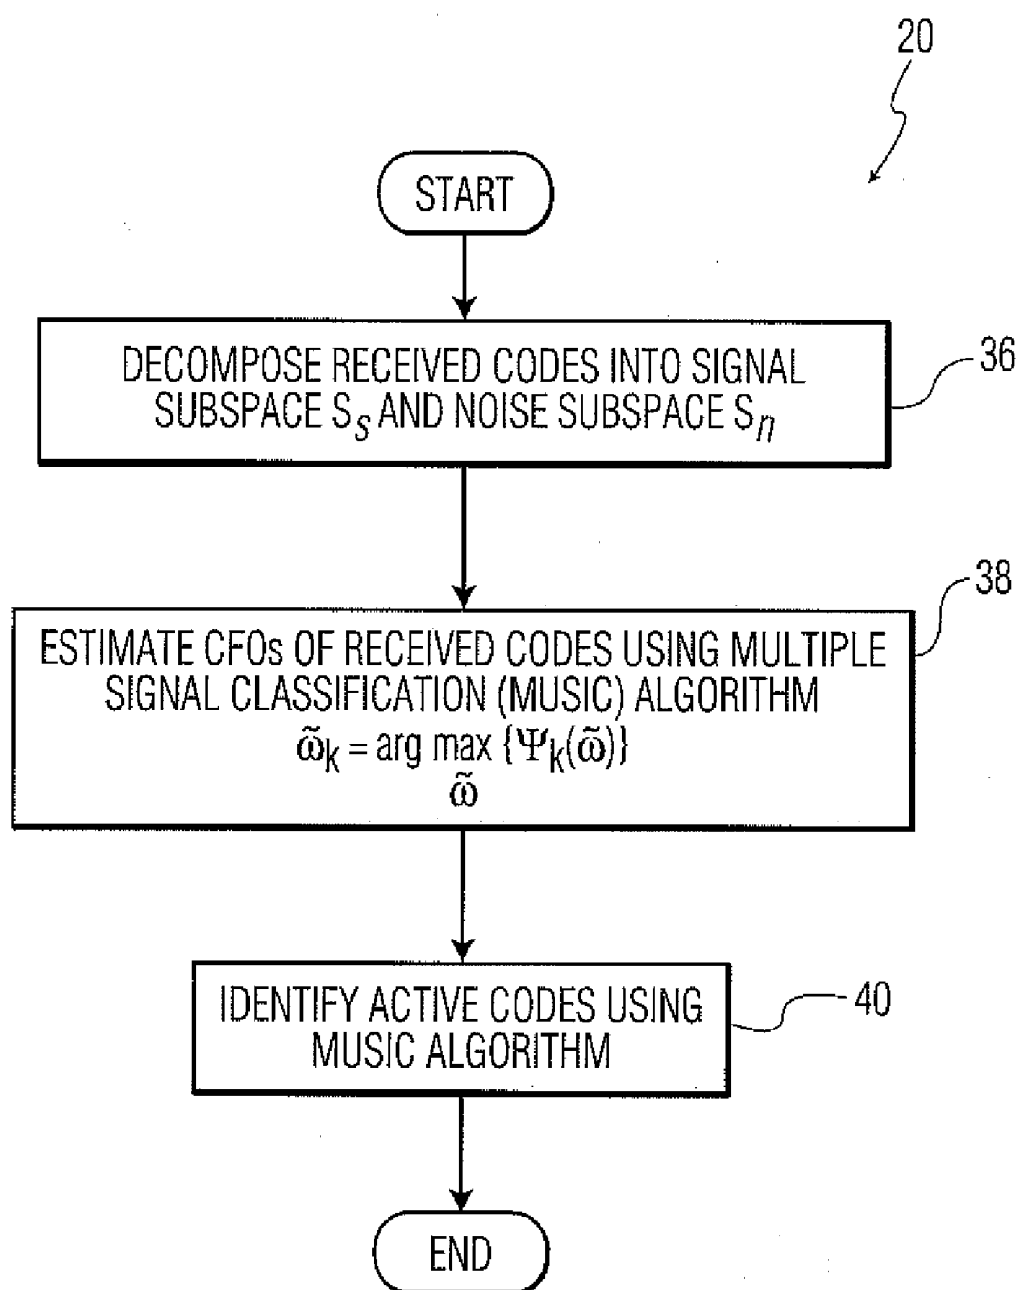 20
START
DECOMPOSE RECEIVED CODES INTO SIGNAL
SUBSPACE Ss AND NOISE SUBSPACE Sn
36
ESTIMATE CFOs OF RECEIVED CODES USING MULTIPLE
SIGNAL CLASSIFICATION (MUSIC) ALGORITHM
ω̃k = arg max {Ψk(ω̃)}
ω̃
38
IDENTIFY ACTIVE CODES USING
MUSIC ALGORITHM
40
END